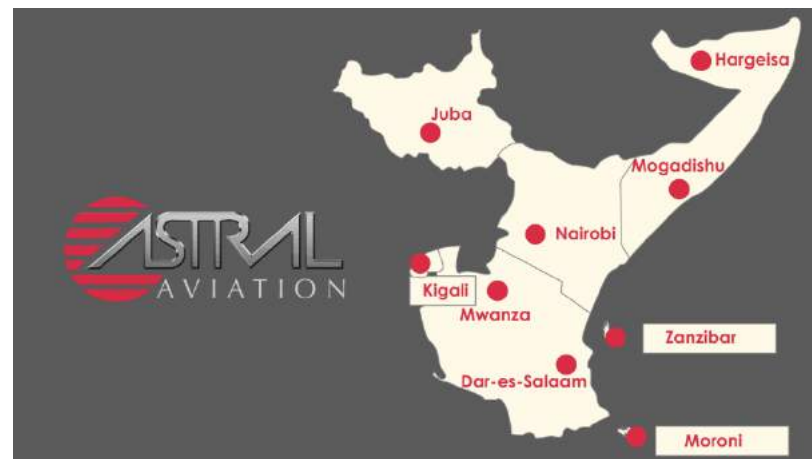 Hargeisa
Juba
Mogadishu
Nairobi
ASTRAL
AVIATION
Kigali
Mwanza
Zanzibar
Dar-es-Salaam
Moroni